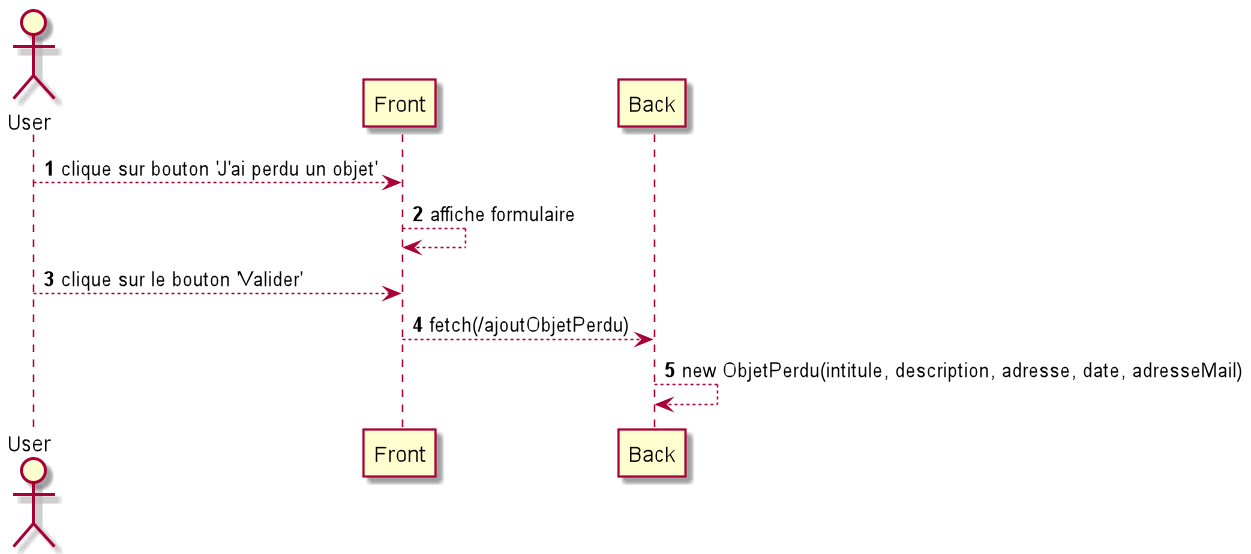 User
Front
Back
1 clique sur bouton 'J'ai perdu un objet'
2 affiche formulaire
3 clique sur le bouton 'Valider'
4 fetch(/ajoutObjetPerdu)
5 new ObjetPerdu(intitule, description, adresse, date, adresseMail)
User
Front
Back